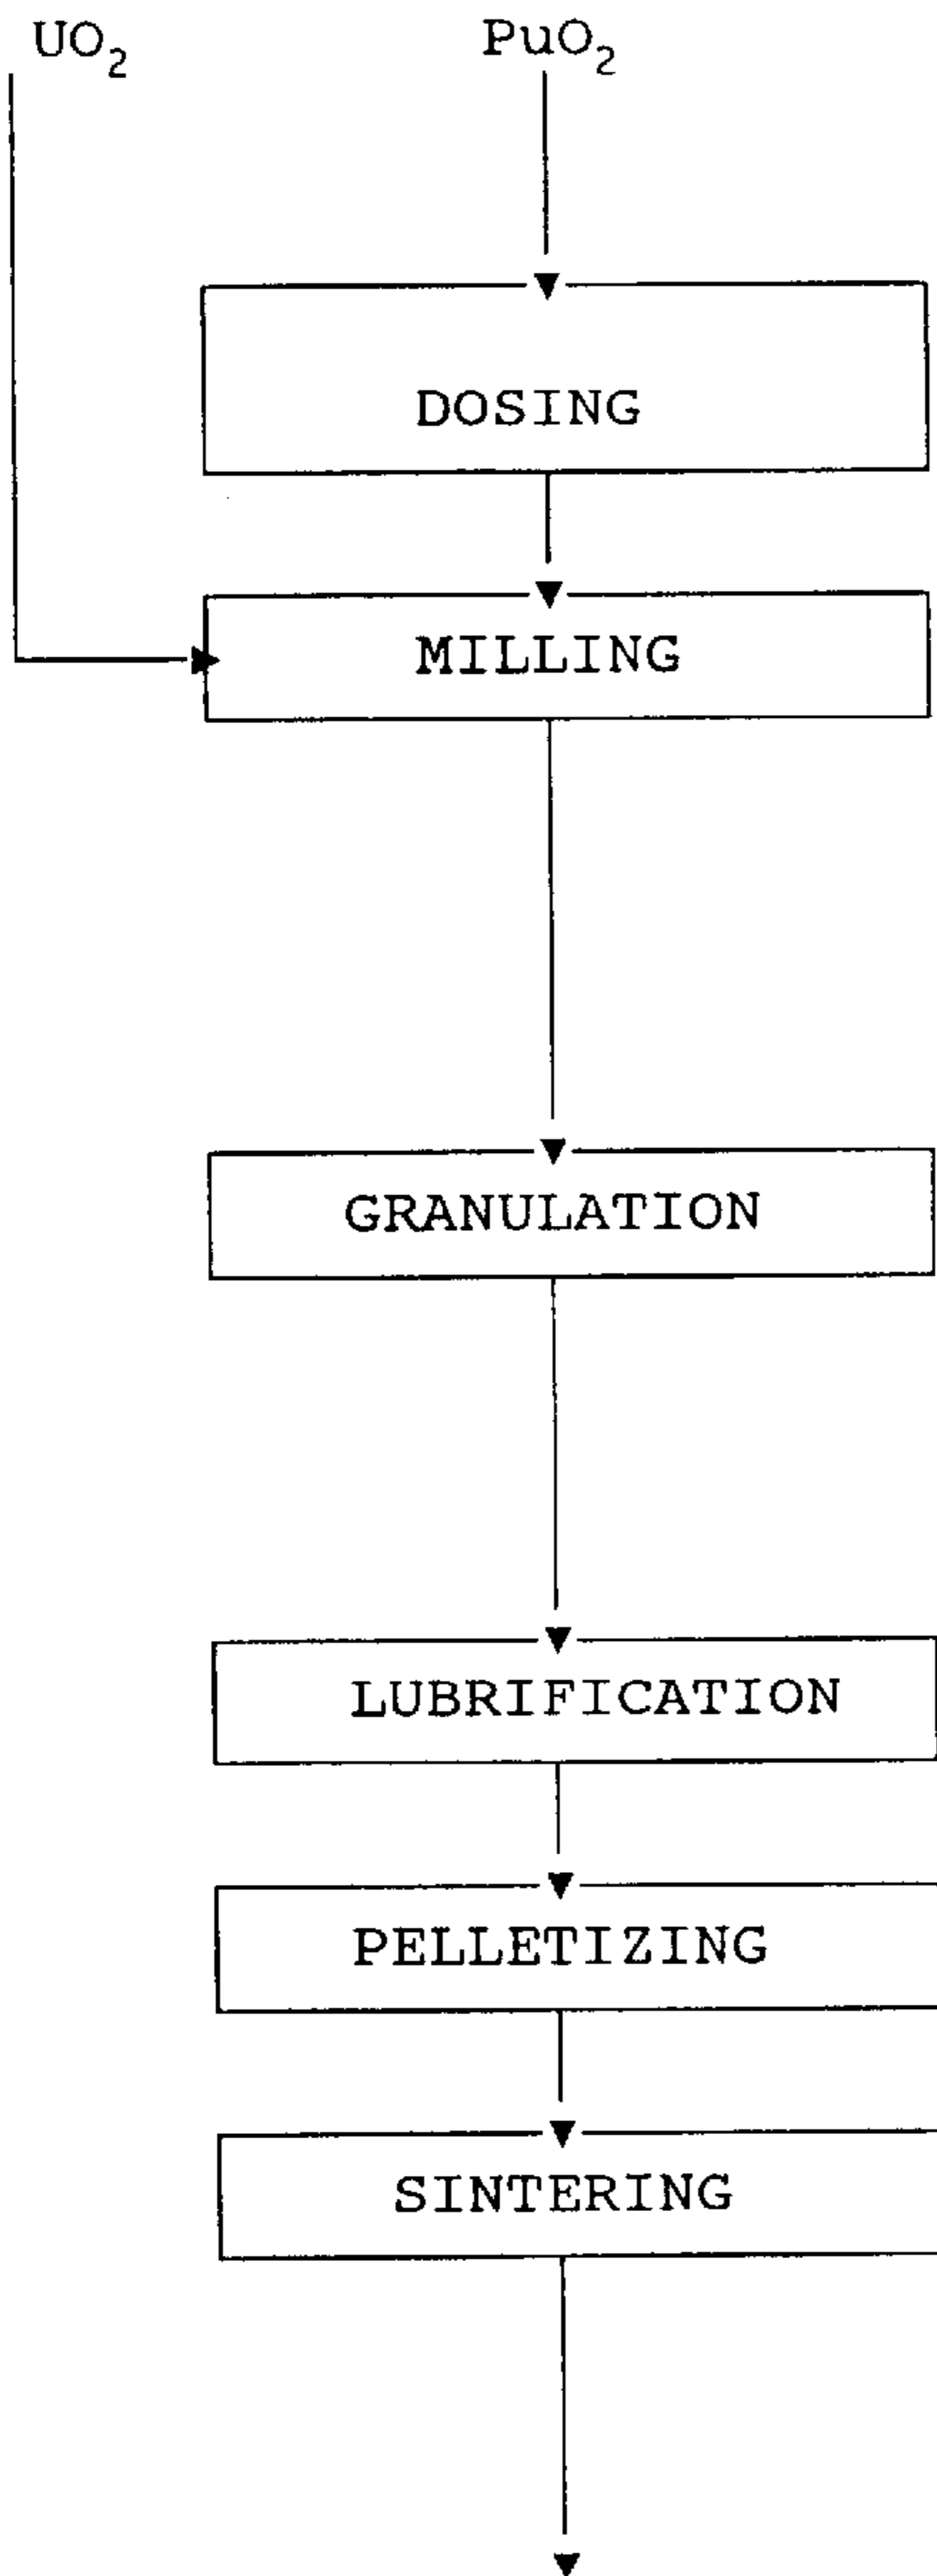 UO₂ PuO₂
DOSING
MILLING
GRANULATION
LUBRIFICATION
PELLETIZING
SINTERING